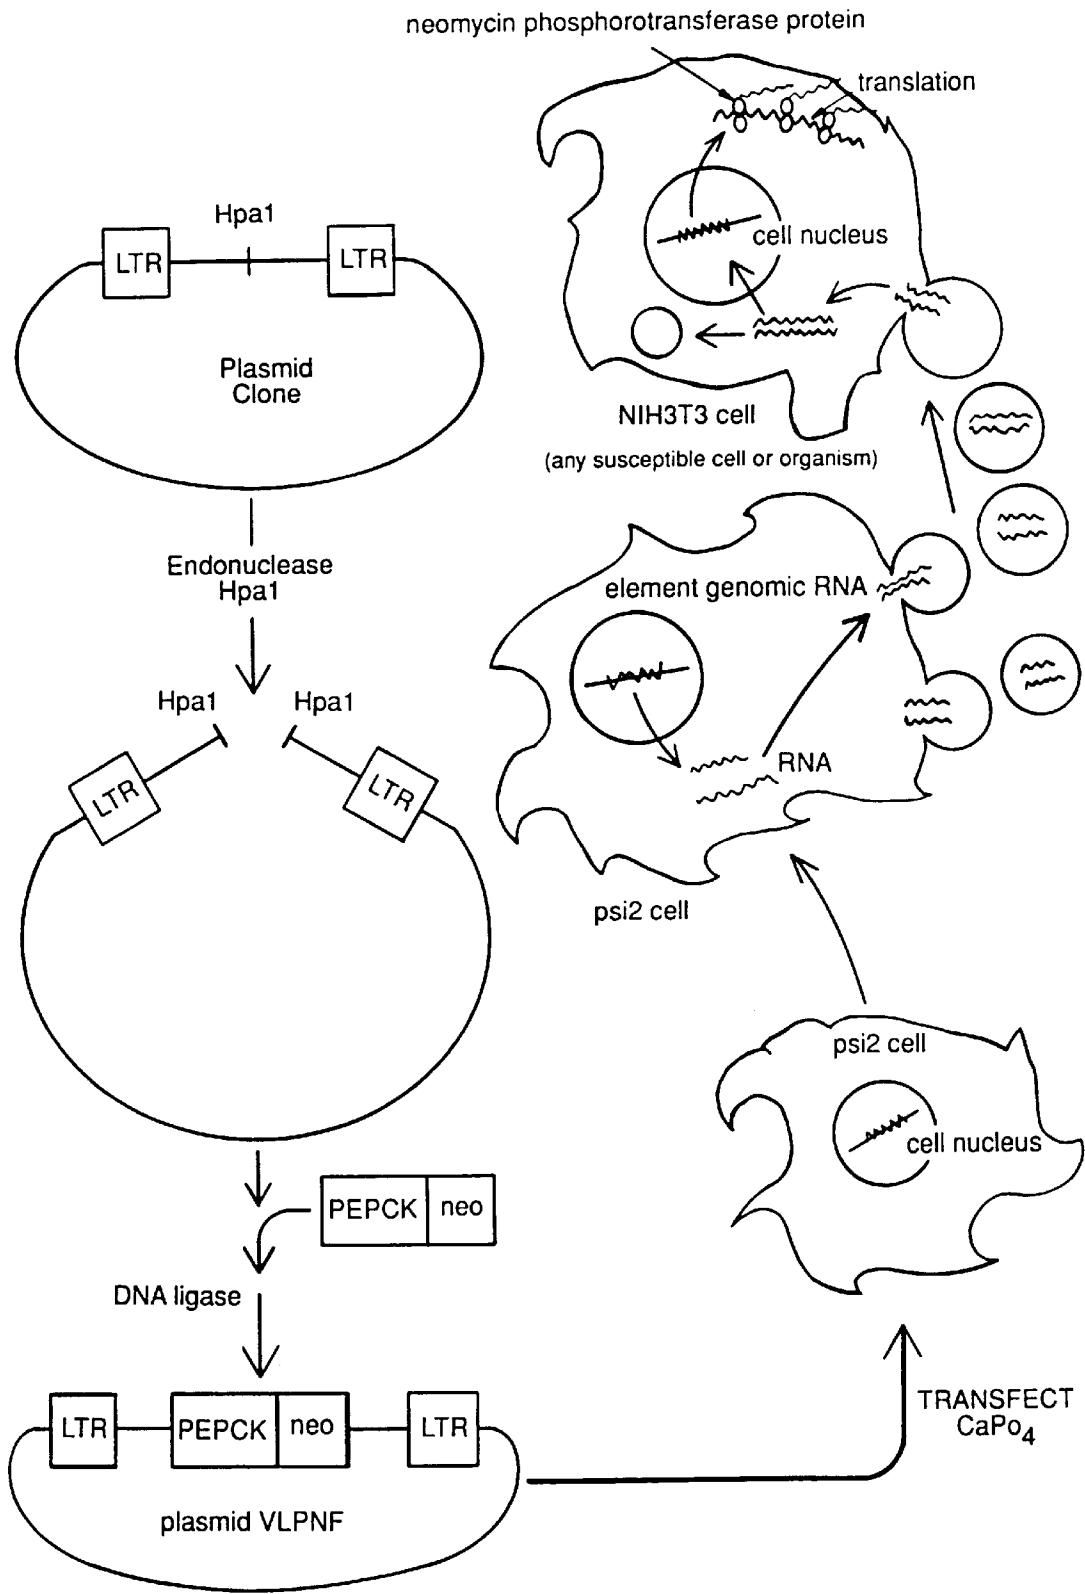 neomycin phosphorotransferase protein
translation
cell nucleus
NIH3T3 cell
(any susceptible cell or organism)
Hpa1
LTR
LTR
Plasmid
Clone
Endonuclease
Hpa1
Hpa1
Hpa1
LTR
LTR
element genomic RNA
RNA
psi2 cell
psi2 cell
cell nucleus
PEPCK
neo
DNA ligase
LTR
PEPCK
neo
LTR
plasmid VLPNF
TRANSFECT
CaPo4